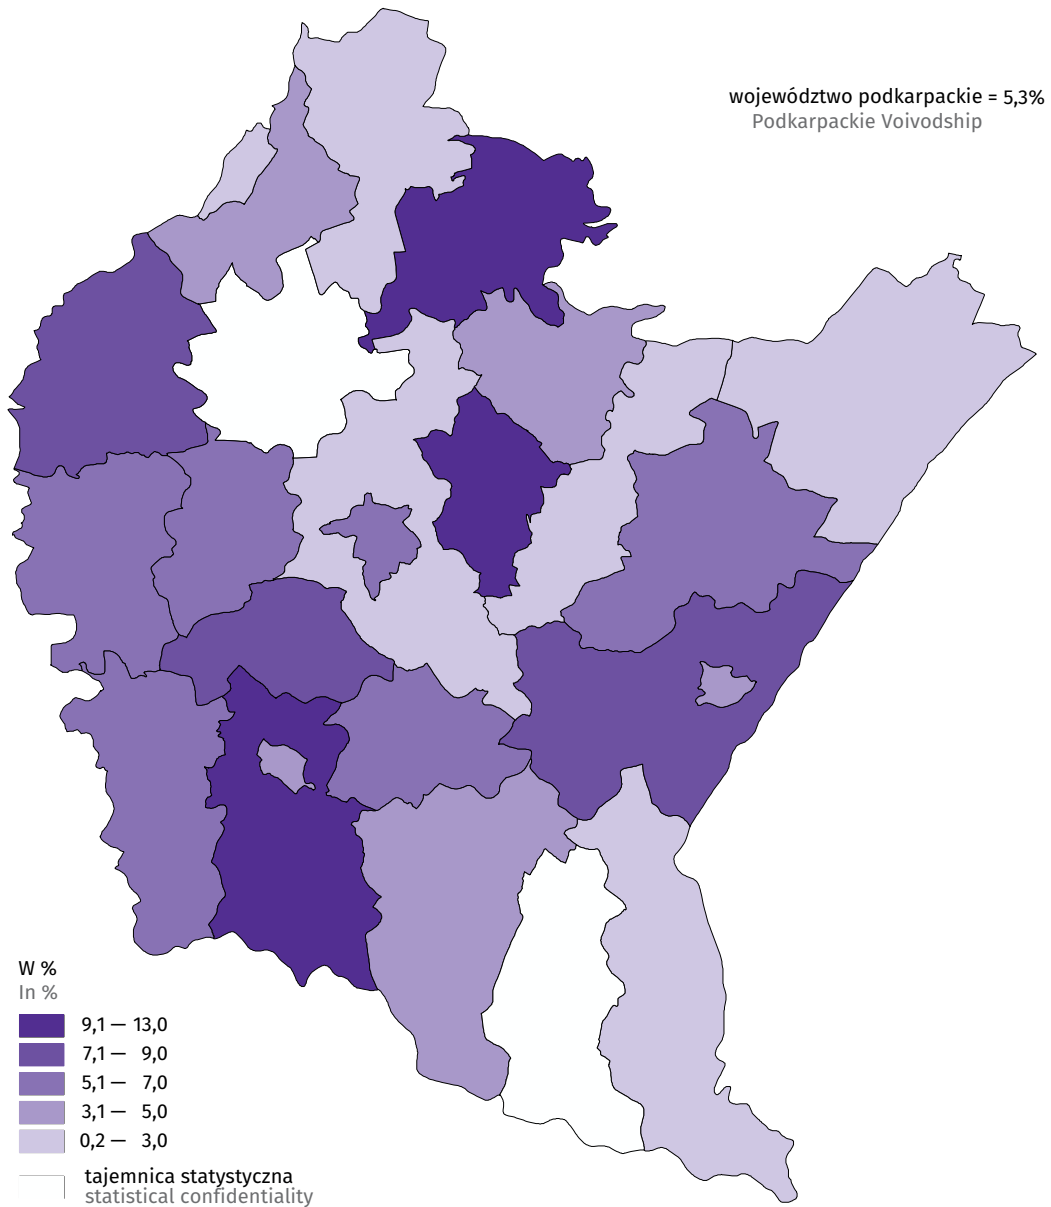 województwo podkarpackie = 5,3%
Podkarpackie Voivodship
W %
In %
9,1 — 13,0
7,1 — 9,0
5,1 — 7,0
3,1 — 5,0
0,2 — 3,0
tajemnica statystyczna
statistical confidentiality